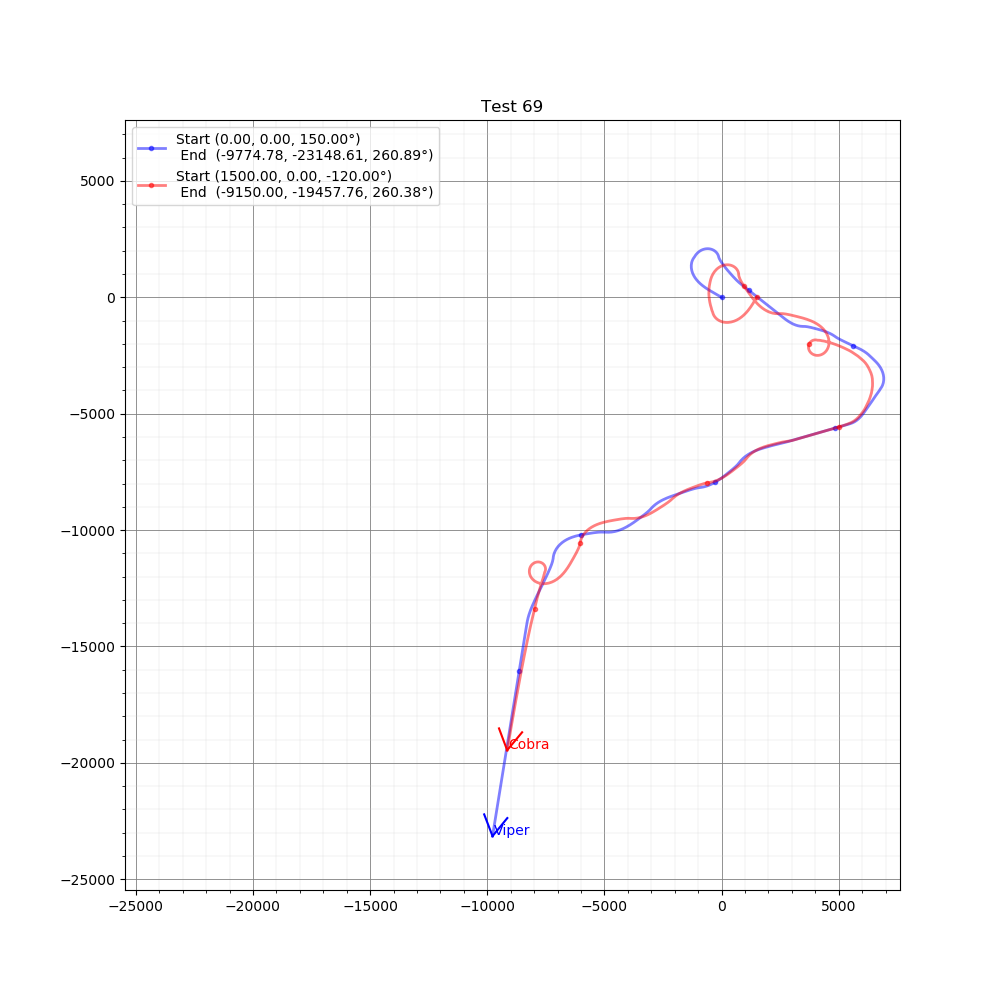 Test 69
Start (0.00, 0.00, 150.00°)
End (-9774.78, -23148.61, 260.89°)
Start (1500.00, 0.00, -120.00°)
End (-9150.00, -19457.76, 260.38°)
5000
0
−5000
−10000
−15000
−20000
−25000
Cobra
Viper
−25000 −20000 −15000 −10000 −5000 0 5000